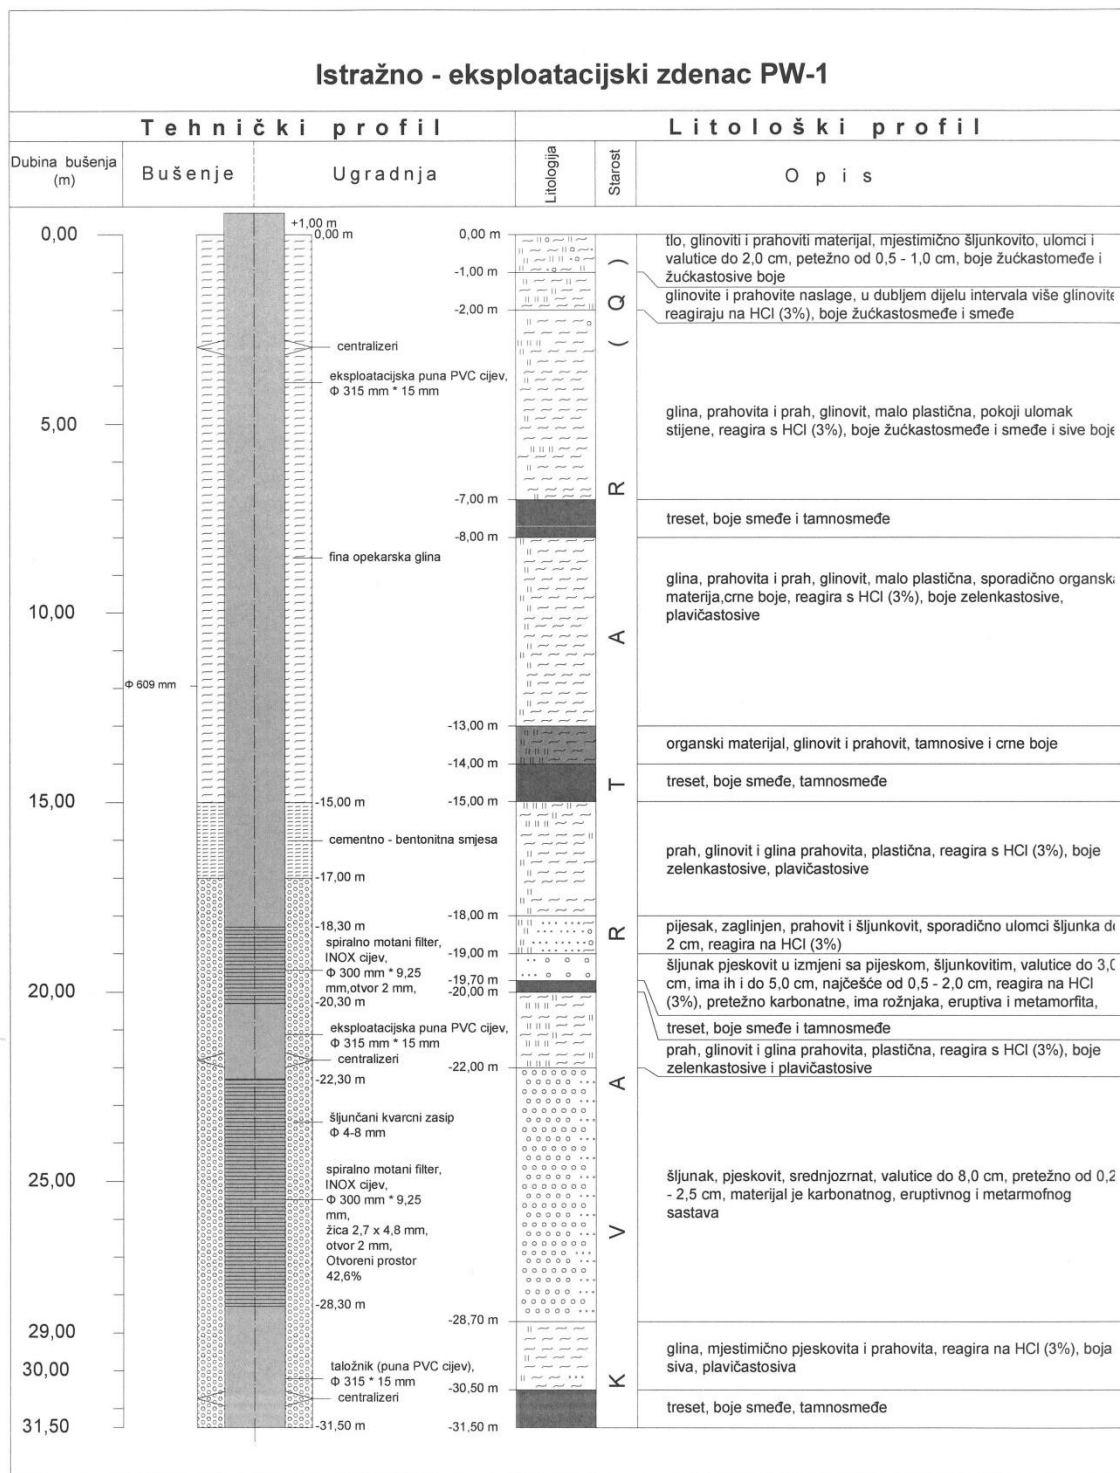 Istražno - eksploatacijski zdenac PW-1
Tehnički profil
Litološki profil
Dubina bušenja
(m)
Bušenje
Ugradnja
Litologija
Starost
Opis
0,00
5,00
10,00
15,00
20,00
25,00
29,00
30,00
31,50
Φ 609 mm
+1,00 m
0,00 m
centralizeri
eksploatacijska puna PVC cijev,
Φ 315 mm * 15 mm
fina opekarska glina
-15,00 m
cementno - bentonitna smjesa
-17,00 m
-18,30 m
spiralno motani filter,
INOX cijev,
Φ 300 mm * 9,25
mm,otvor 2 mm,
-20,30 m
eksploatacijska puna PVC cijev,
Φ 315 mm * 15 mm
centralizeri
-22,30 m
šljunčani kvarcni zasip
Φ 4-8 mm
spiralno motani filter,
INOX cijev,
Φ 300 mm * 9,25
mm,
žica 2,7 x 4,8 mm,
otvor 2 mm,
Otvoreni prostor
42,6%
-28,30 m
taložnik (puna PVC cijev),
Φ 315 * 15 mm
centralizeri
-31,50 m
0,00 m
-1,00 m
-2,00 m
-7,00 m
-8,00 m
-13,00 m
-14,00 m
-15,00 m
-18,00 m
-19,00 m
-19,70 m
-20,00 m
-22,00 m
-28,70 m
-30,50 m
-31,50 m
K V A R T A R ( Q )
tlo, glinoviti i prahoviti materijal, mjestimično šljunkovito, ulomci i
valutice do 2,0 cm, petežno od 0,5 - 1,0 cm, boje žućkastomeđe i
žućkastosive boje
glinovite i prahovite naslage, u dubljem dijelu intervala više glinovite
reagiraju na HCl (3%), boje žućkastosmeđe i smeđe
glina, prahovita i prah, glinovit, malo plastična, pokoji ulomak
stijene, reagira s HCl (3%), boje žućkastosmeđe i smeđe i sive boje
treset, boje smeđe i tamnosmeđe
glina, prahovita i prah, glinovit, malo plastična, sporadično organska
materija,crne boje, reagira s HCl (3%), boje zelenkastosive,
plavičastosive
organski materijal, glinovit i prahovit, tamnosive i crne boje
treset, boje smeđe, tamnosmeđe
prah, glinovit i glina prahovita, plastična, reagira s HCl (3%), boje
zelenkastosive, plavičastosive
pijesak, zaglinjen, prahovit i šljunkovit, sporadično ulomci šljunka do
2 cm, reagira na HCl (3%)
šljunak pjeskovit u izmjeni sa pijeskom, šljunkovitim, valutice do 3,0
cm, ima ih i do 5,0 cm, najčešće od 0,5 - 2,0 cm, reagira na HCl
(3%), pretežno karbonatne, ima rožnjaka, eruptiva i metamorfita,
treset, boje smeđe i tamnosmeđe
prah, glinovit i glina prahovita, plastična, reagira s HCl (3%), boje
zelenkastosive i plavičastosive
šljunak, pjeskovit, srednjozrnat, valutice do 8,0 cm, pretežno od 0,2
- 2,5 cm, materijal je karbonatnog, eruptivnog i metarmofnog
sastava
glina, mjestimično pjeskovita i prahovita, reagira na HCl (3%), boja
siva, plavičastosiva
treset, boje smeđe, tamnosmeđe